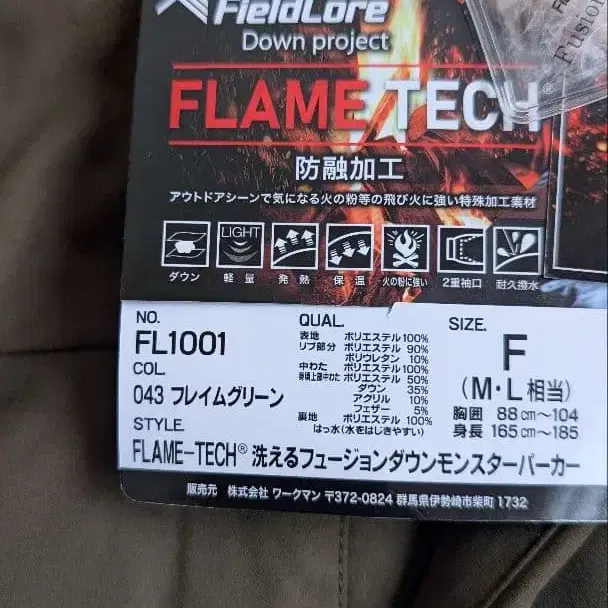 FieldCore
Down project
FLAME TECH®
防融加工
アウトドアシーンで気になる火の粉等の飛び火に強い特殊加工素材
LIGHT
ダウン 軽量 発熱 保温 火の粉に強い 2重袖口 耐久撥水
NO.
FL1001
COL.
043 フレイムグリーン
QUAL.
表地 ポリエステル100%
リブ部分 ポリエステル 90%
ポリウレタン 10%
中わた ポリエステル100%
身頃上部中わた ポリエステル 50%
ダウン 35%
アクリル 10%
フェザー 5%
裏地 ポリエステル 100%
はっ水(水をはじきやすい)
SIZE.
F
(M・L 相当)
胸囲 88cm～104
身長 165cm～185
STYLE
FLAME-TECH® 洗えるフュージョンダウンモンスターパーカー
販売元 株式会社 ワークマン 〒372-0824 群馬県伊勢崎市柴町 1732
Fusion